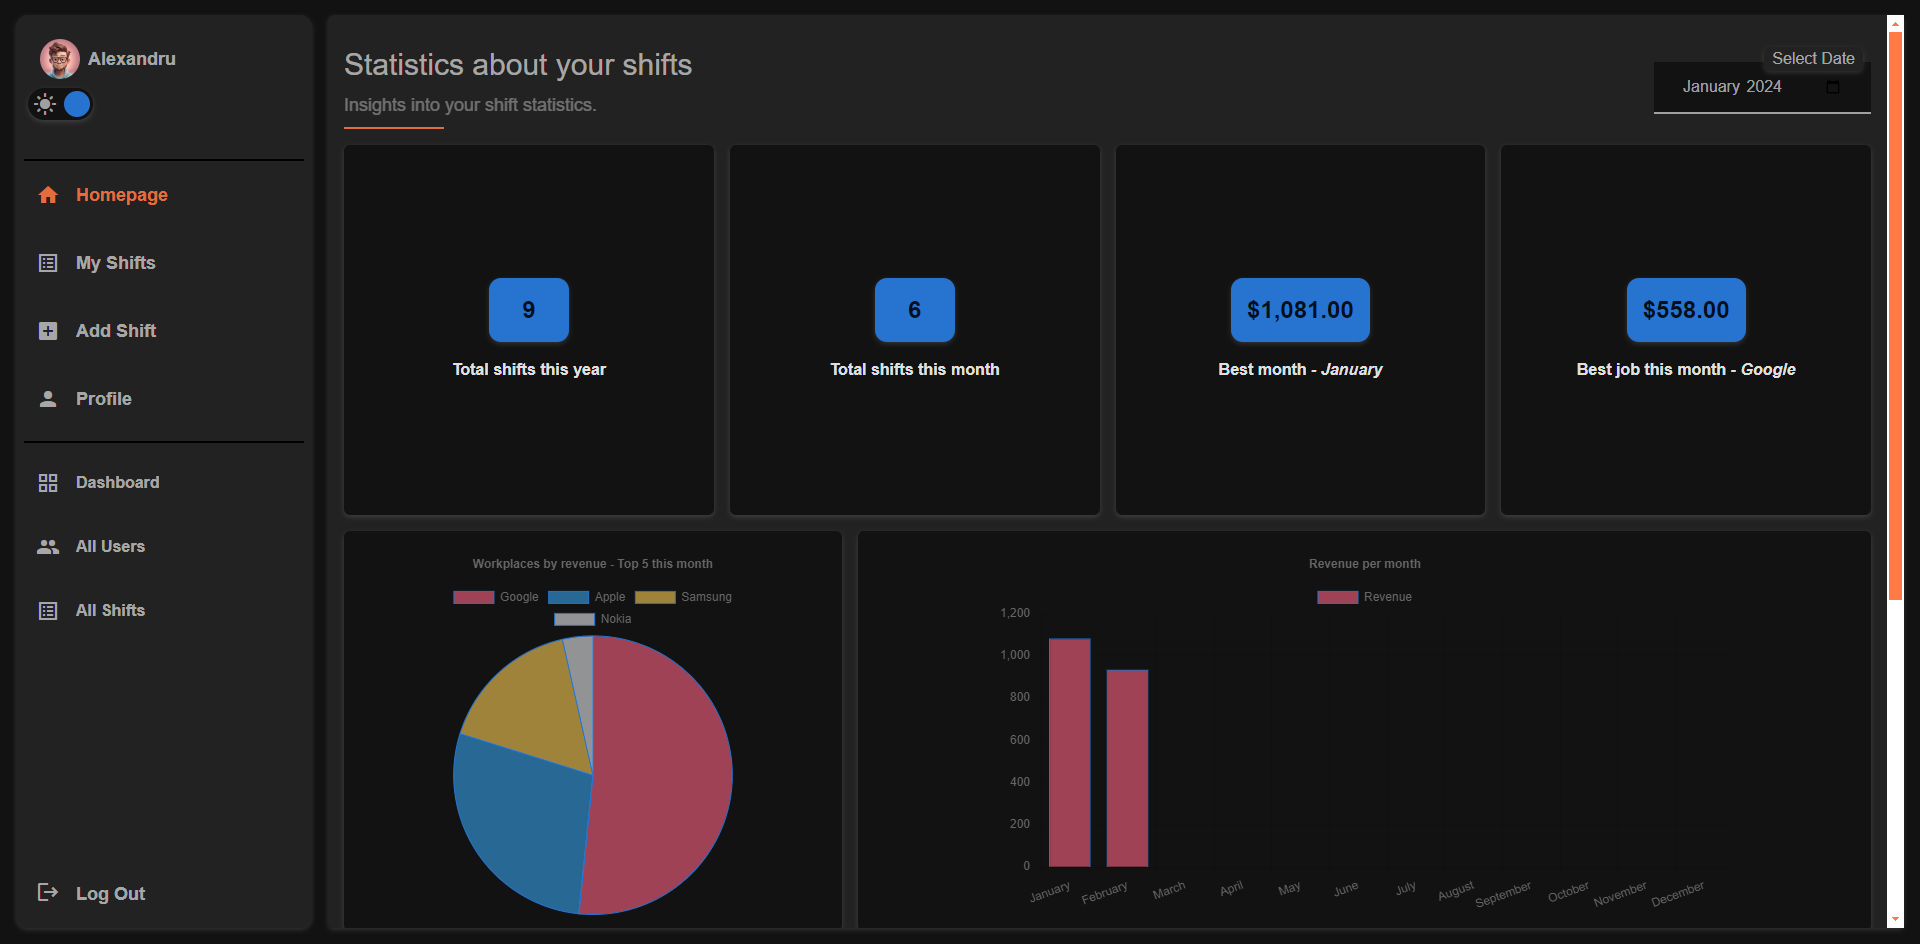 Alexandru
Homepage
My Shifts
Add Shift
Profile
Dashboard
All Users
All Shifts
Log Out
Statistics about your shifts
Insights into your shift statistics.
Select Date
January 2024
9
Total shifts this year
6
Total shifts this month
$1,081.00
Best month - January
$558.00
Best job this month - Google
Workplaces by revenue - Top 5 this month
Google Apple Samsung
Nokia
Revenue per month
Revenue
1,200
1,000
800
600
400
200
0
January February March April May June July August September October November December